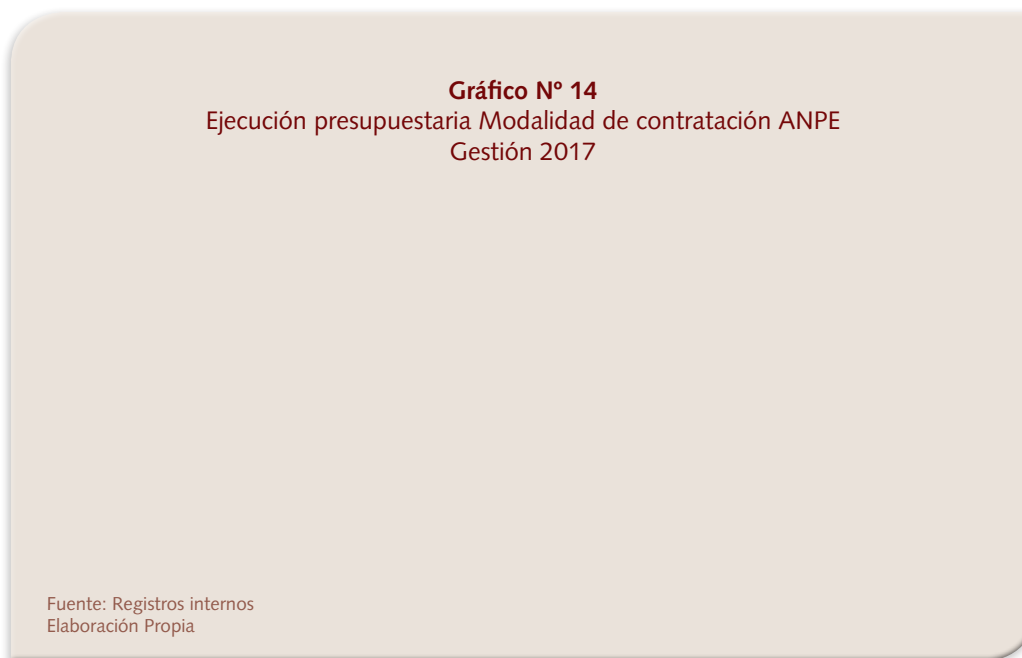 Gráfico Nº 14
Ejecución presupuestaria Modalidad de contratación ANPE
Gestión 2017
Fuente: Registros internos
Elaboración Propia